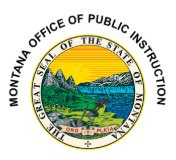 MONTANA OFFICE OF PUBLIC INSTRUCTION
THE GREAT SEAL OF THE STATE OF MONTANA
ORO Y PLATA